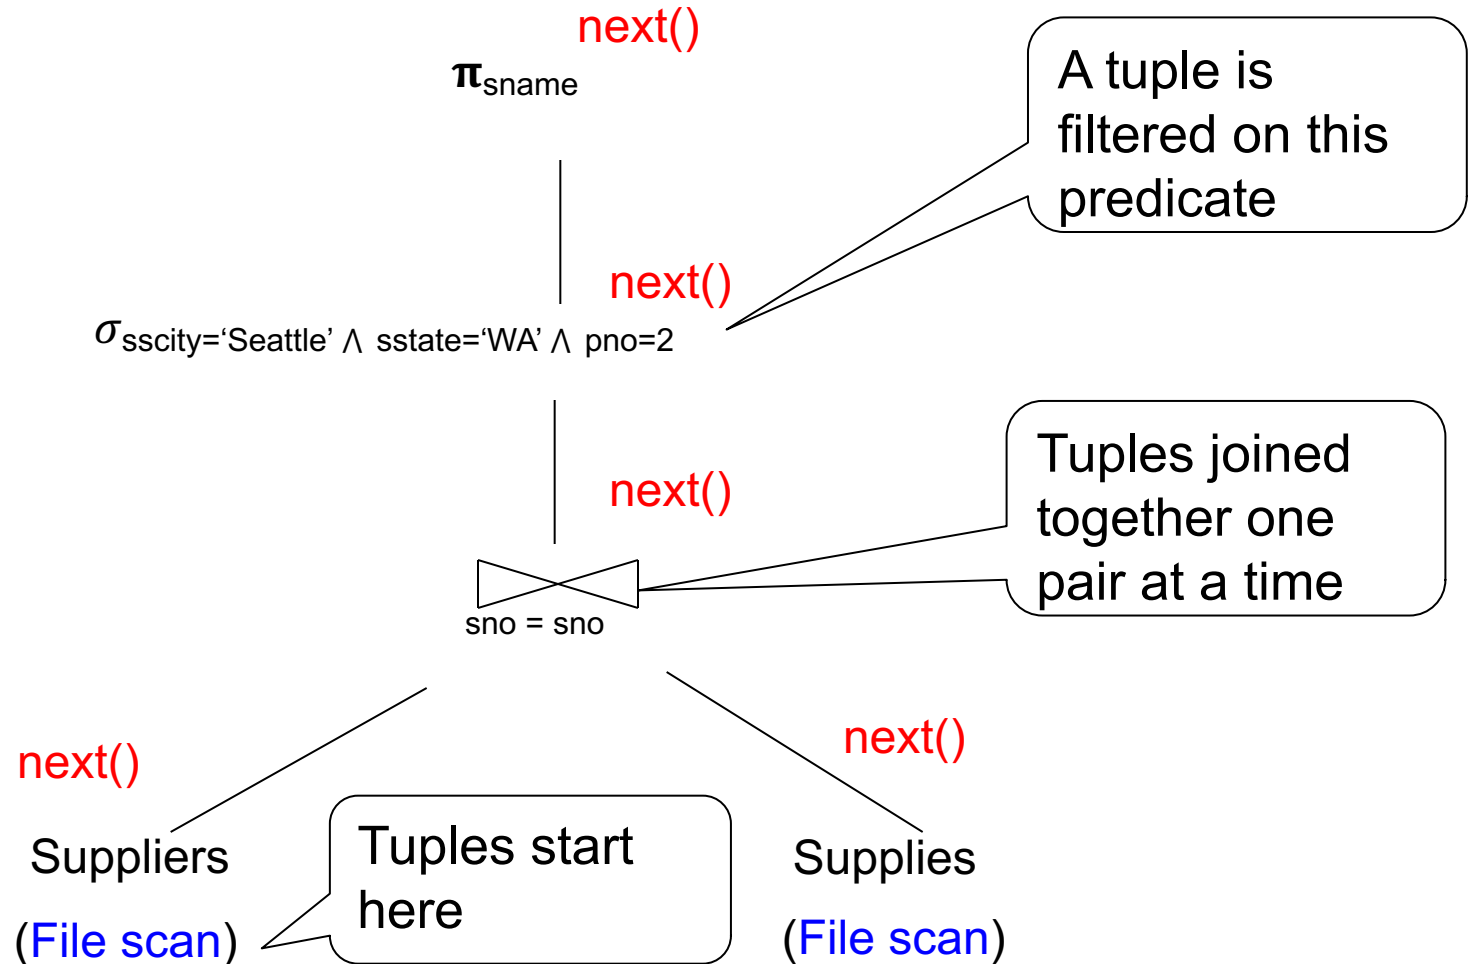 next()
πsname
A tuple is
filtered on this
predicate
next()
σsscity=‘Seattle’ ∧ sstate=‘WA’ ∧ pno=2
next()
Tuples joined
together one
pair at a time
sno = sno
next()
next()
Suppliers
(File scan)
Tuples start
here
Supplies
(File scan)